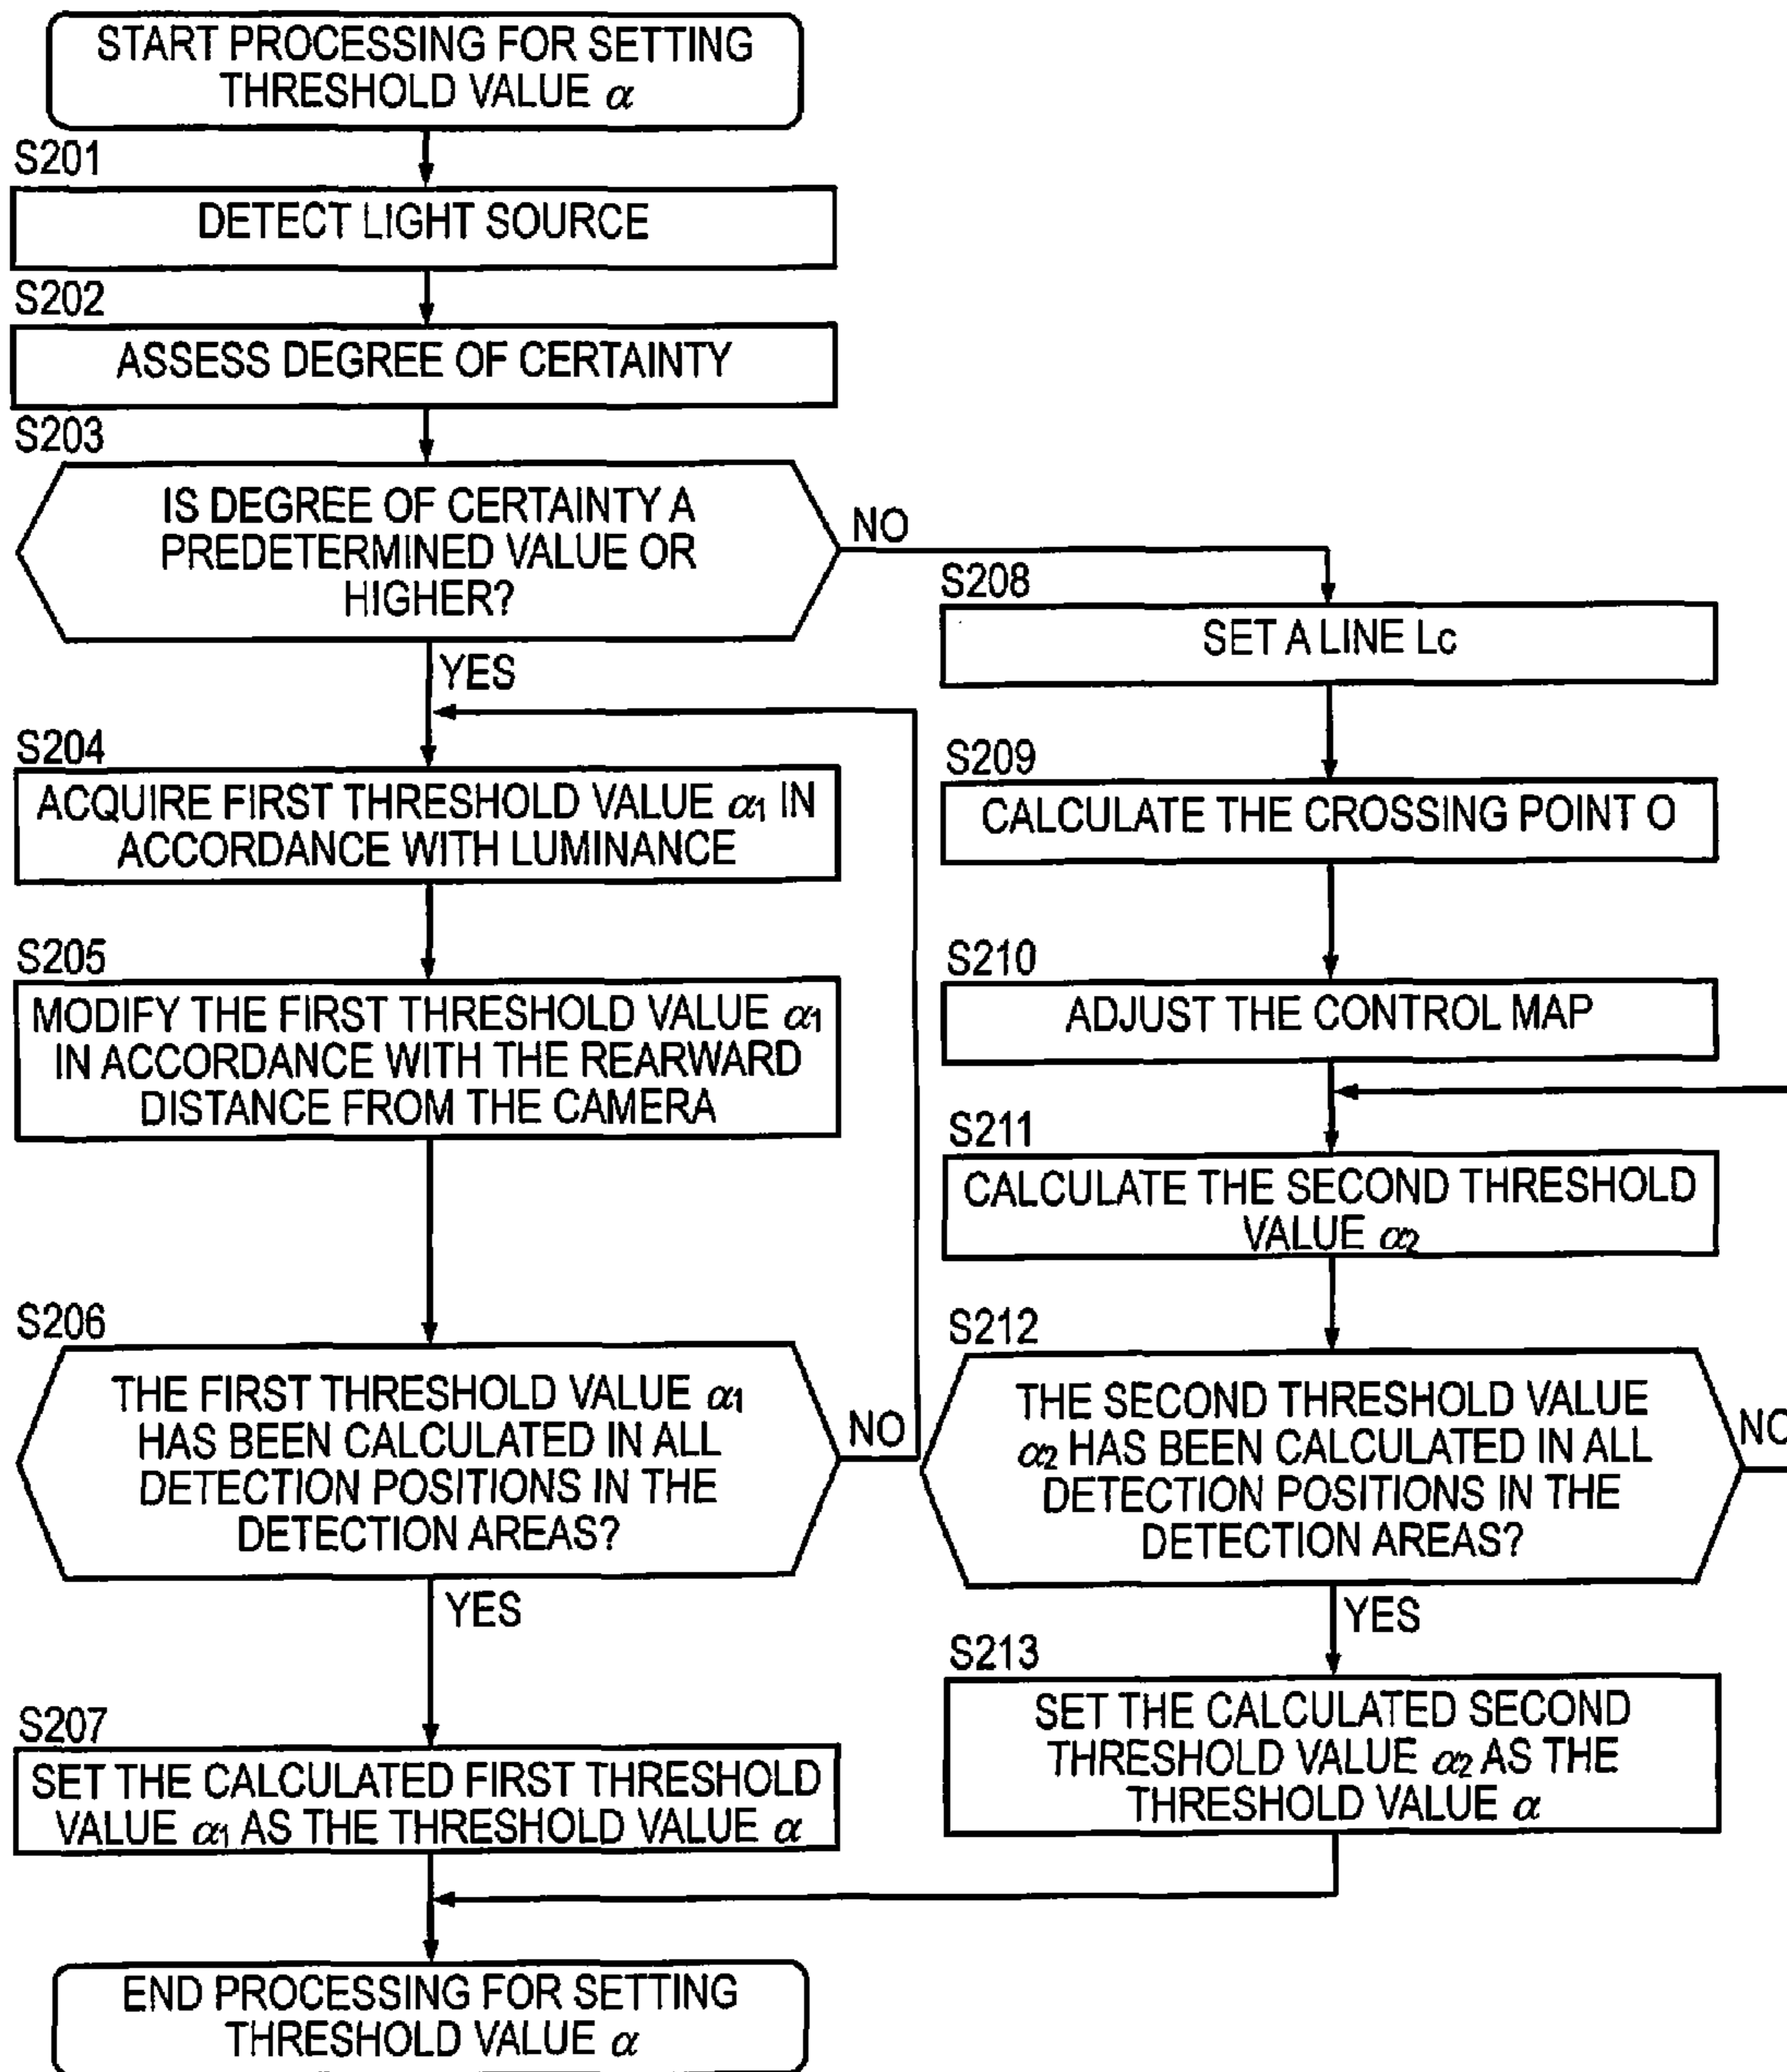 START PROCESSING FOR SETTING
THRESHOLD VALUE α
S201
DETECT LIGHT SOURCE
S202
ASSESS DEGREE OF CERTAINTY
S203
IS DEGREE OF CERTAINTY A
PREDETERMINED VALUE OR
HIGHER?
NO
YES
S204
ACQUIRE FIRST THRESHOLD VALUE α1 IN
ACCORDANCE WITH LUMINANCE
S205
MODIFY THE FIRST THRESHOLD VALUE α1
IN ACCORDANCE WITH THE REARWARD
DISTANCE FROM THE CAMERA
S206
THE FIRST THRESHOLD VALUE α1
HAS BEEN CALCULATED IN ALL
DETECTION POSITIONS IN THE
DETECTION AREAS?
NO
YES
S207
SET THE CALCULATED FIRST THRESHOLD
VALUE α1 AS THE THRESHOLD VALUE α
S208
SET A LINE Lc
S209
CALCULATE THE CROSSING POINT O
S210
ADJUST THE CONTROL MAP
S211
CALCULATE THE SECOND THRESHOLD
VALUE α2
S212
THE SECOND THRESHOLD VALUE
α2 HAS BEEN CALCULATED IN ALL
DETECTION POSITIONS IN THE
DETECTION AREAS?
NO
YES
S213
SET THE CALCULATED SECOND
THRESHOLD VALUE α2 AS THE
THRESHOLD VALUE α
END PROCESSING FOR SETTING
THRESHOLD VALUE α